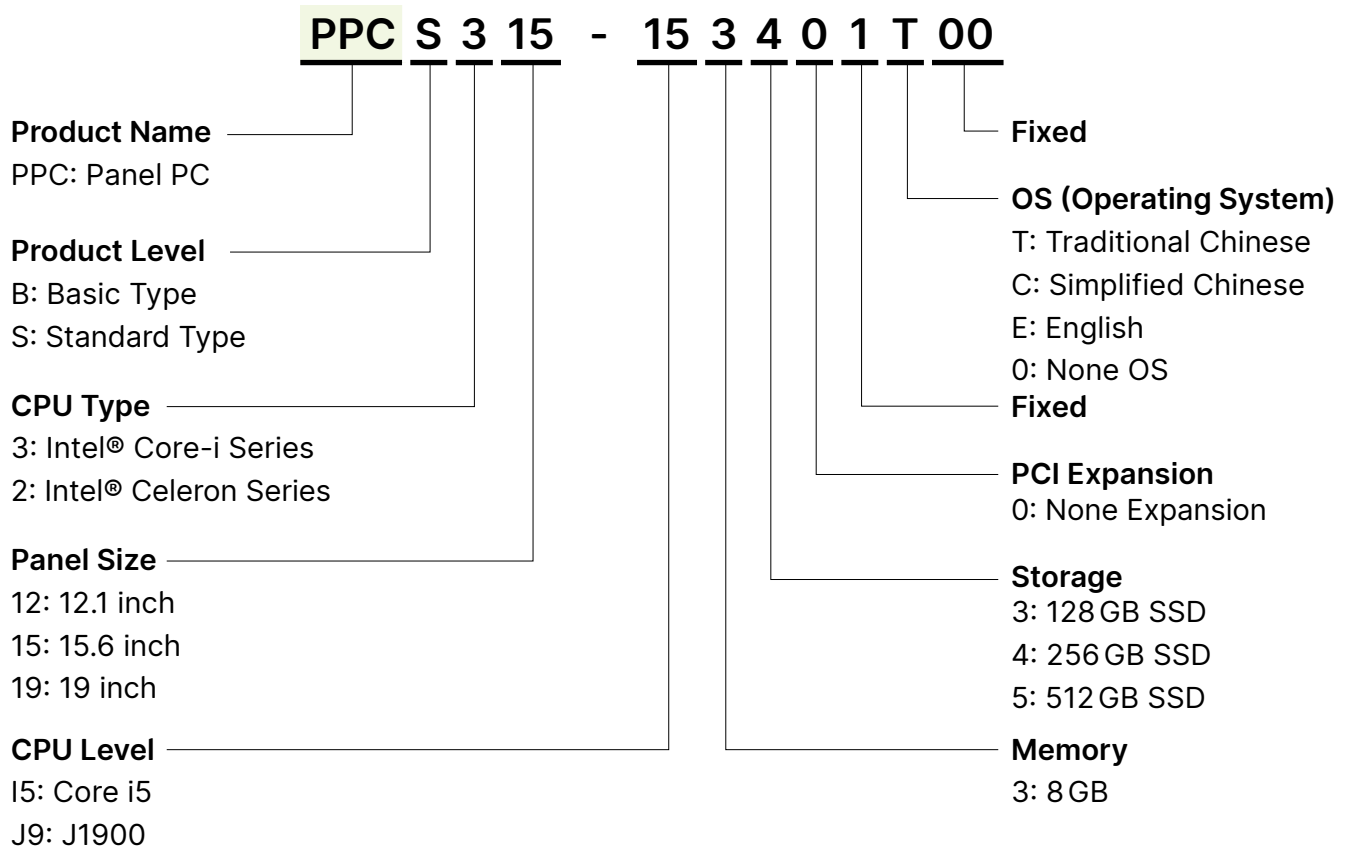 PPC S 3 15 - 15 3 4 0 1 T 00
Product Name
PPC: Panel PC
Product Level
B: Basic Type
S: Standard Type
CPU Type
3: Intel® Core-i Series
2: Intel® Celeron Series
Panel Size
12: 12.1 inch
15: 15.6 inch
19: 19 inch
CPU Level
I5: Core i5
J9: J1900
Fixed
OS (Operating System)
T: Traditional Chinese
C: Simplified Chinese
E: English
0: None OS
Fixed
PCI Expansion
0: None Expansion
Storage
3: 128 GB SSD
4: 256 GB SSD
5: 512 GB SSD
Memory
3: 8 GB